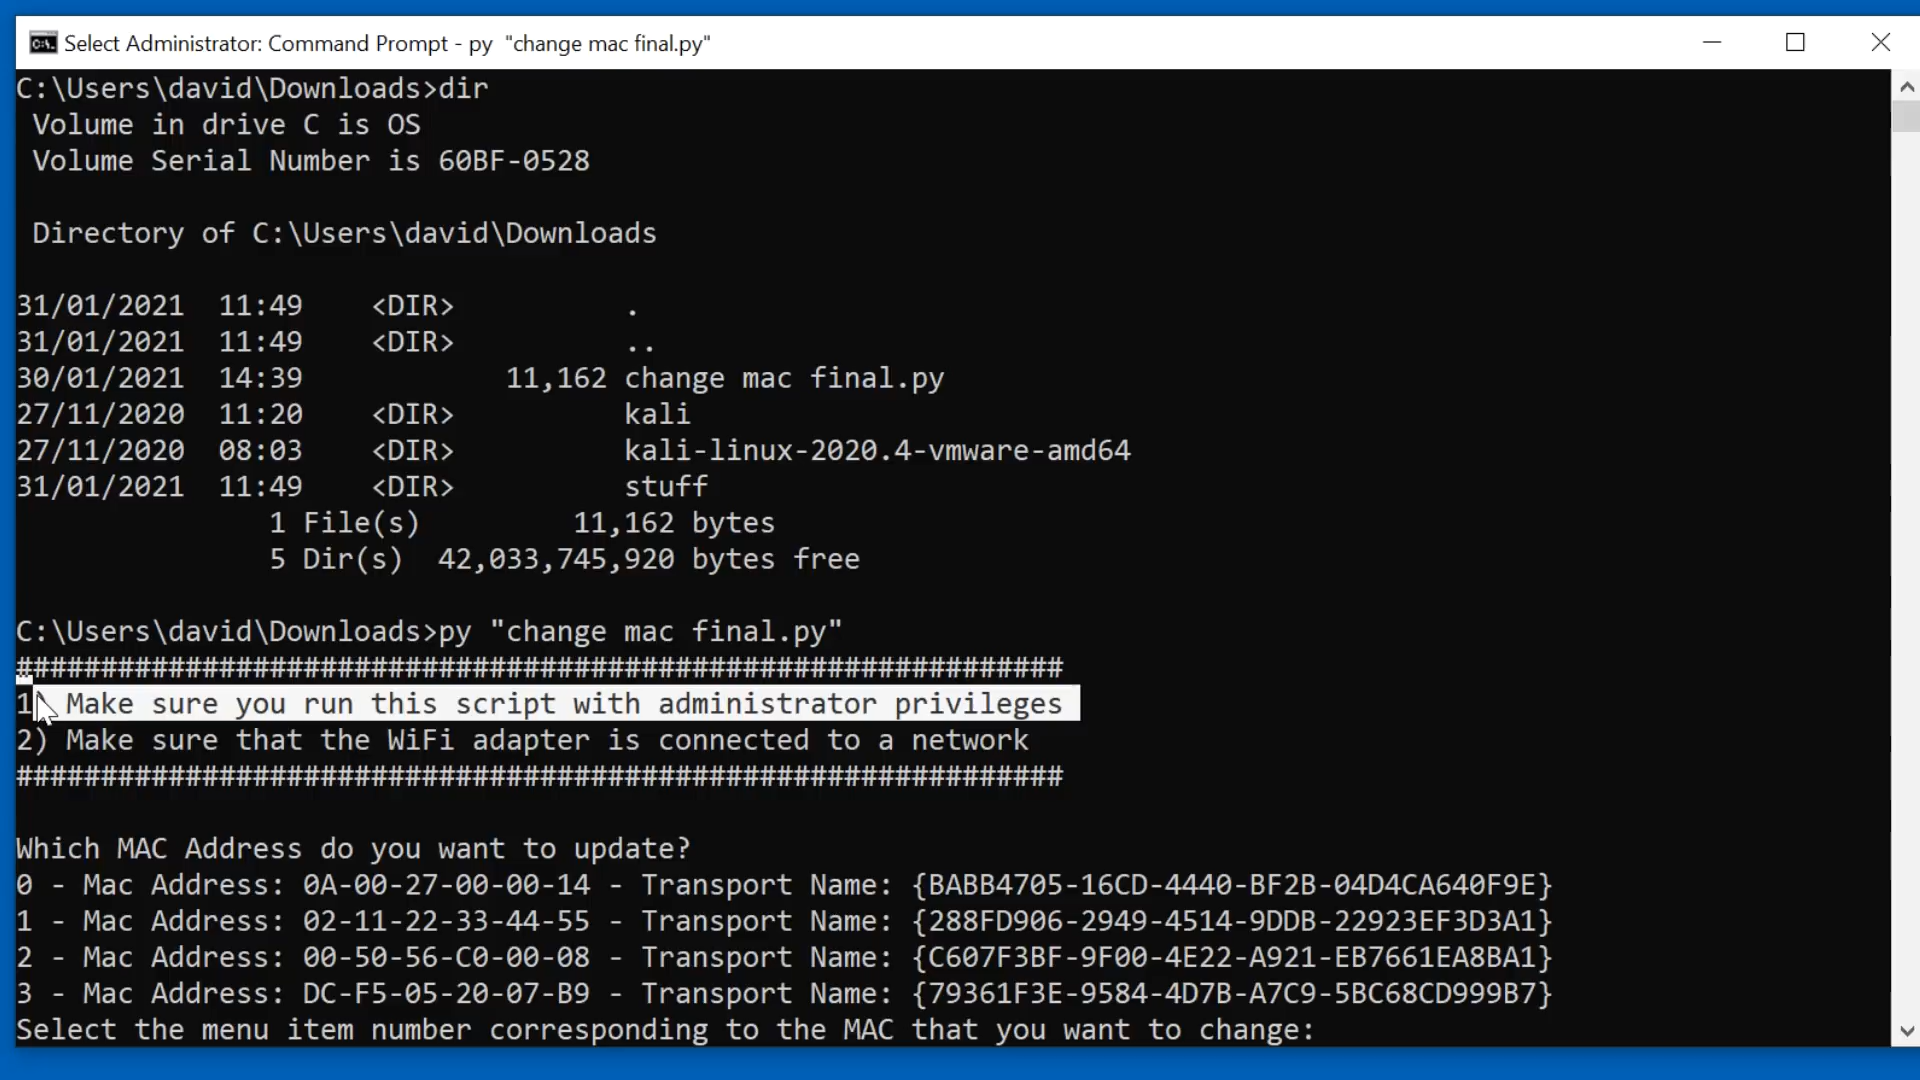 Select Administrator: Command Prompt - py  "change mac final.py"
C:\Users\david\Downloads>dir
 Volume in drive C is OS
 Volume Serial Number is 60BF-0528
 Directory of C:\Users\david\Downloads
31/01/2021  11:49    <DIR>          .
31/01/2021  11:49    <DIR>          ..
30/01/2021  14:39            11,162 change mac final.py
27/11/2020  11:20    <DIR>          kali
27/11/2020  08:03    <DIR>          kali-linux-2020.4-vmware-amd64
31/01/2021  11:49    <DIR>          stuff
               1 File(s)         11,162 bytes
               5 Dir(s)  42,033,745,920 bytes free
C:\Users\david\Downloads>py "change mac final.py"
##############################################################
1) Make sure you run this script with administrator privileges
2) Make sure that the WiFi adapter is connected to a network
##############################################################
Which MAC Address do you want to update?
0 - Mac Address: 0A-00-27-00-00-14 - Transport Name: {BABB4705-16CD-4440-BF2B-04D4CA640F9E}
1 - Mac Address: 02-11-22-33-44-55 - Transport Name: {288FD906-2949-4514-9DDB-22923EF3D3A1}
2 - Mac Address: 00-50-56-C0-00-08 - Transport Name: {C607F3BF-9F00-4E22-A921-EB7661EA8BA1}
3 - Mac Address: DC-F5-05-20-07-B9 - Transport Name: {79361F3E-9584-4D7B-A7C9-5BC68CD999B7}
Select the menu item number corresponding to the MAC that you want to change: